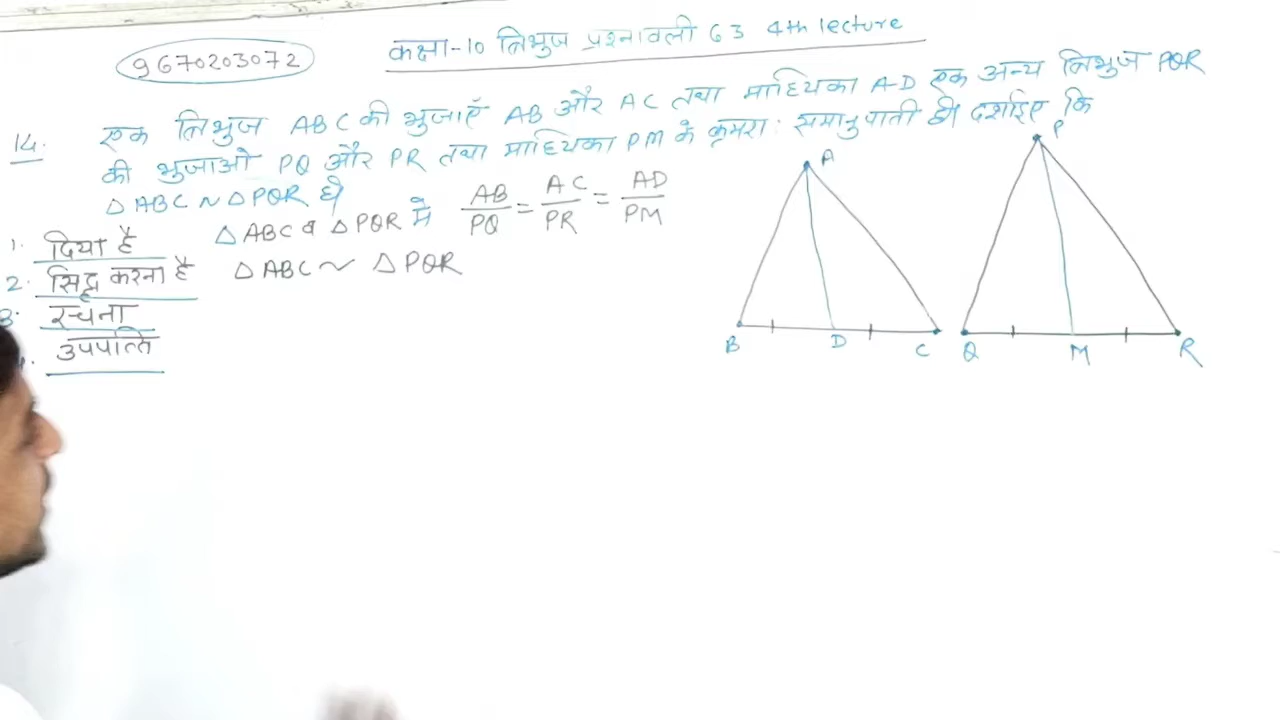 9670203072
कक्षा-10 त्रिभुज प्रश्नावली 6 3 4th lecture
14. एक त्रिभुज ABC की भुजाएँ AB और AC तथा माध्यिका AD एक अन्य त्रिभुज PQR
की भुजाओ PQ और PR तथा माध्यिका PM के क्रमशः समानुपाती है। दर्शाइए कि
△ ABC ~ △ PQR है
1. दिया है △ ABC व △ PQR में AB/PQ = AC/PR = AD/PM
2. सिद्ध करना है △ ABC ~ △ PQR
3. रचना
उपपत्ति
A
B D C
P
Q M R